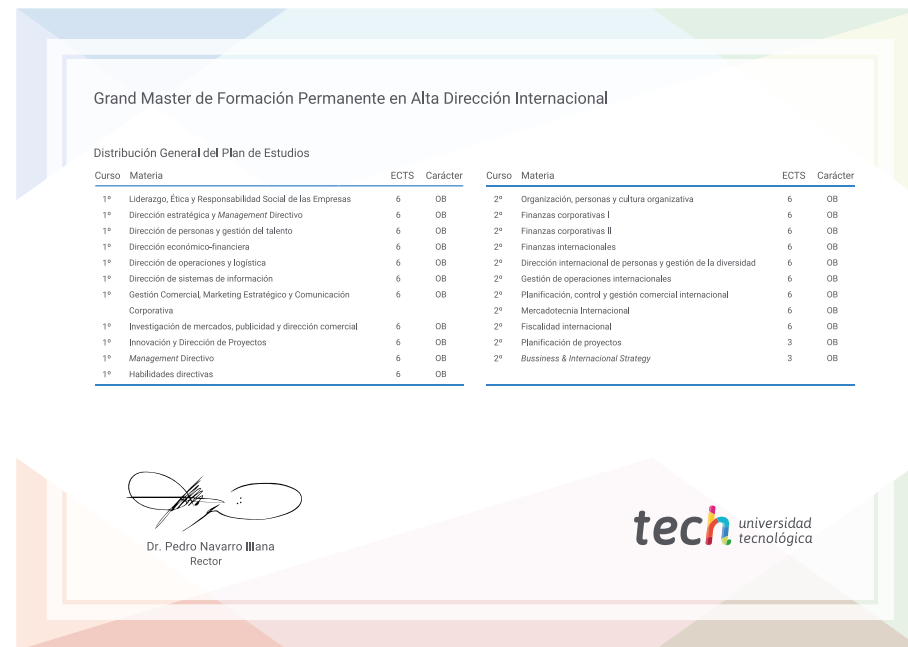 Grand Master de Formación Permanente en Alta Dirección Internacional
Distribución General del Plan de Estudios
Curso Materia ECTS Carácter
1º Liderazgo, Ética y Responsabilidad Social de las Empresas 6 OB
1º Dirección estratégica y Management Directivo 6 OB
1º Dirección de personas y gestión del talento 6 OB
1º Dirección económico-financiera 6 OB
1º Dirección de operaciones y logística 6 OB
1º Dirección de sistemas de información 6 OB
1º Gestión Comercial, Marketing Estratégico y Comunicación 6 OB
Corporativa
1º Investigación de mercados, publicidad y dirección comercial 6 OB
1º Innovación y Dirección de Proyectos 6 OB
1º Management Directivo 6 OB
1º Habilidades directivas 6 OB
Curso Materia ECTS Carácter
2º Organización, personas y cultura organizativa 6 OB
2º Finanzas corporativas I 6 OB
2º Finanzas corporativas II 6 OB
2º Finanzas internacionales 6 OB
2º Dirección internacional de personas y gestión de la diversidad 6 OB
2º Gestión de operaciones internacionales 6 OB
2º Planificación, control y gestión comercial internacional 6 OB
2º Mercadotecnia Internacional 6 OB
2º Fiscalidad internacional 6 OB
2º Planificación de proyectos 3 OB
2º Bussiness & Internacional Strategy 3 OB
Dr. Pedro Navarro Illana
Rector
tech universidad
tecnológica